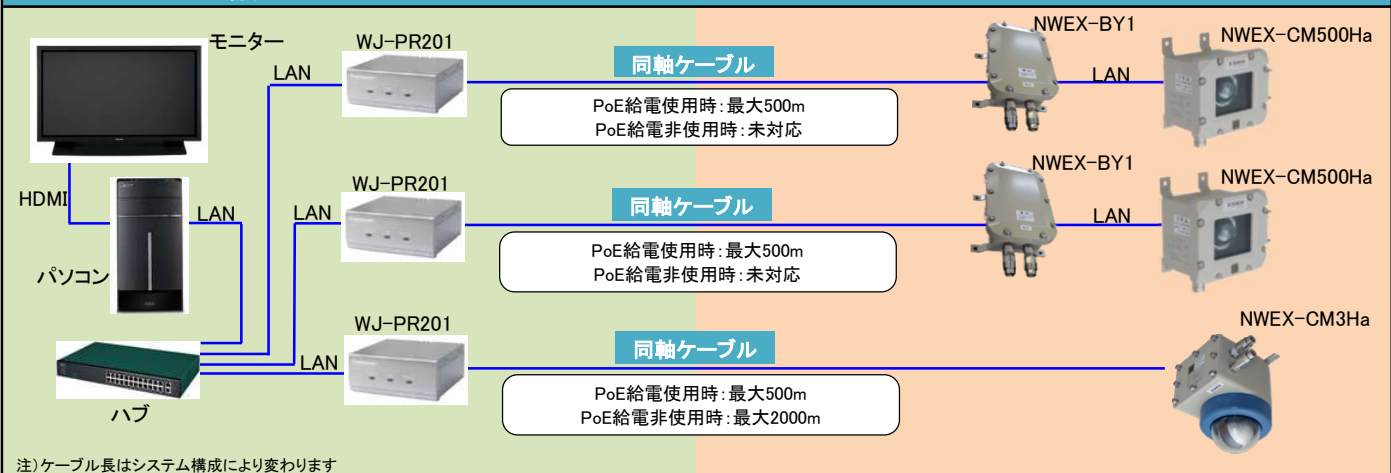 モニター
WJ-PR201
NWEX-BY1
NWEX-CM500Ha
LAN
同軸ケーブル
LAN
PoE給電使用時:最大500m
PoE給電非使用時:未対応
HDMI
LAN
LAN
WJ-PR201
NWEX-BY1
NWEX-CM500Ha
同軸ケーブル
LAN
パソコン
PoE給電使用時:最大500m
PoE給電非使用時:未対応
WJ-PR201
NWEX-CM3Ha
同軸ケーブル
LAN
ハブ
PoE給電使用時:最大500m
PoE給電非使用時:最大2000m
注)ケーブル長はシステム構成により変わります